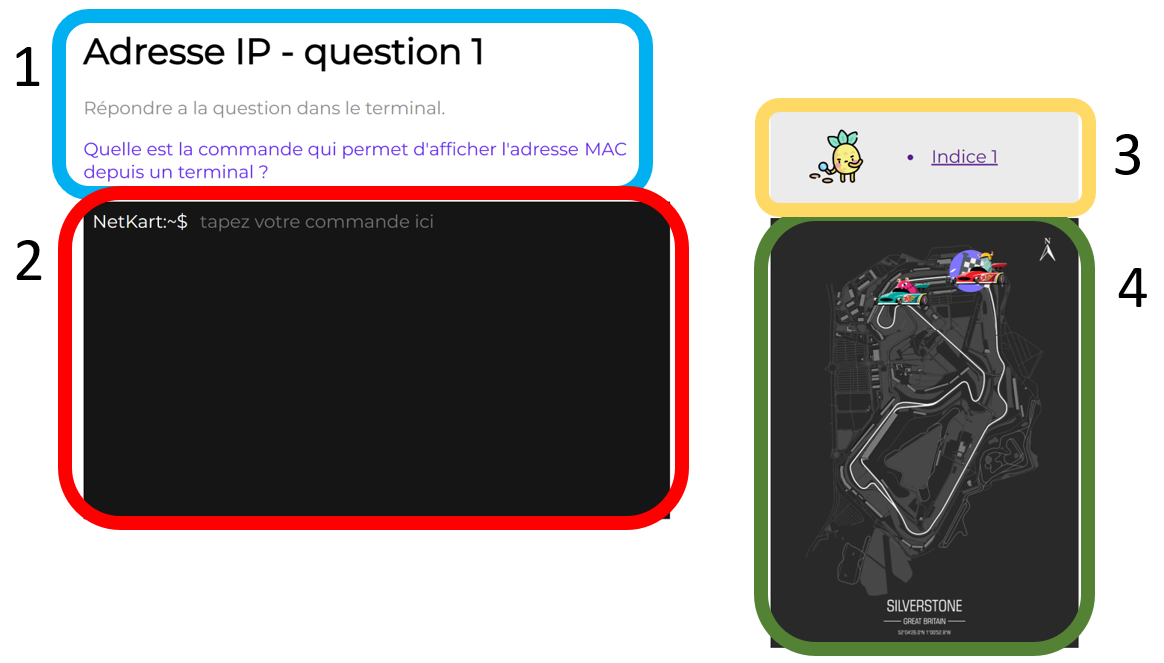 1
Adresse IP - question 1
Répondre a la question dans le terminal.
Quelle est la commande qui permet d'afficher l'adresse MAC
depuis un terminal ?
2
NetKart:~$ tapez votre commande ici
3
Indice 1
4
N
SILVERSTONE
GREAT BRITAIN